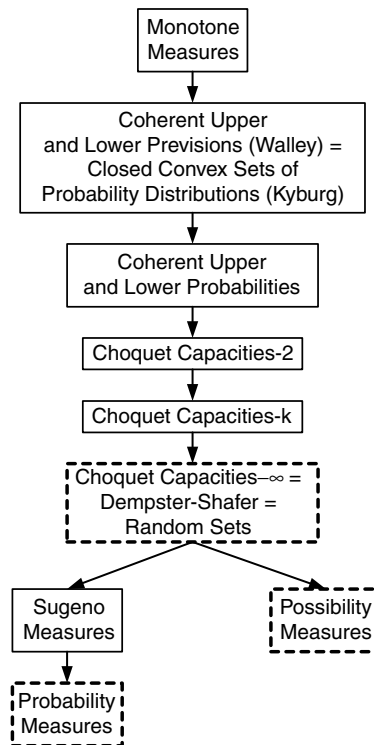 Monotone
Measures
Coherent Upper
and Lower Previsions (Walley) =
Closed Convex Sets of
Probability Distributions (Kyburg)
Coherent Upper
and Lower Probabilities
Choquet Capacities-2
Choquet Capacities-k
Choquet Capacities–∞ =
Dempster-Shafer =
Random Sets
Sugeno
Measures
Possibility
Measures
Probability
Measures